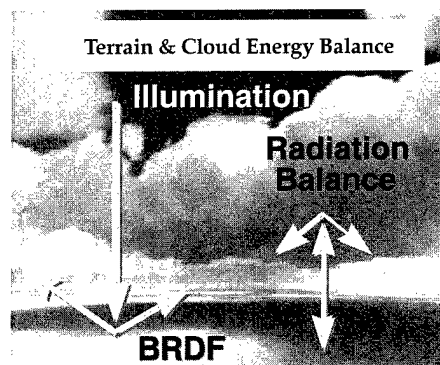 Terrain & Cloud Energy Balance
Illumination
Radiation
Balance
BRDF